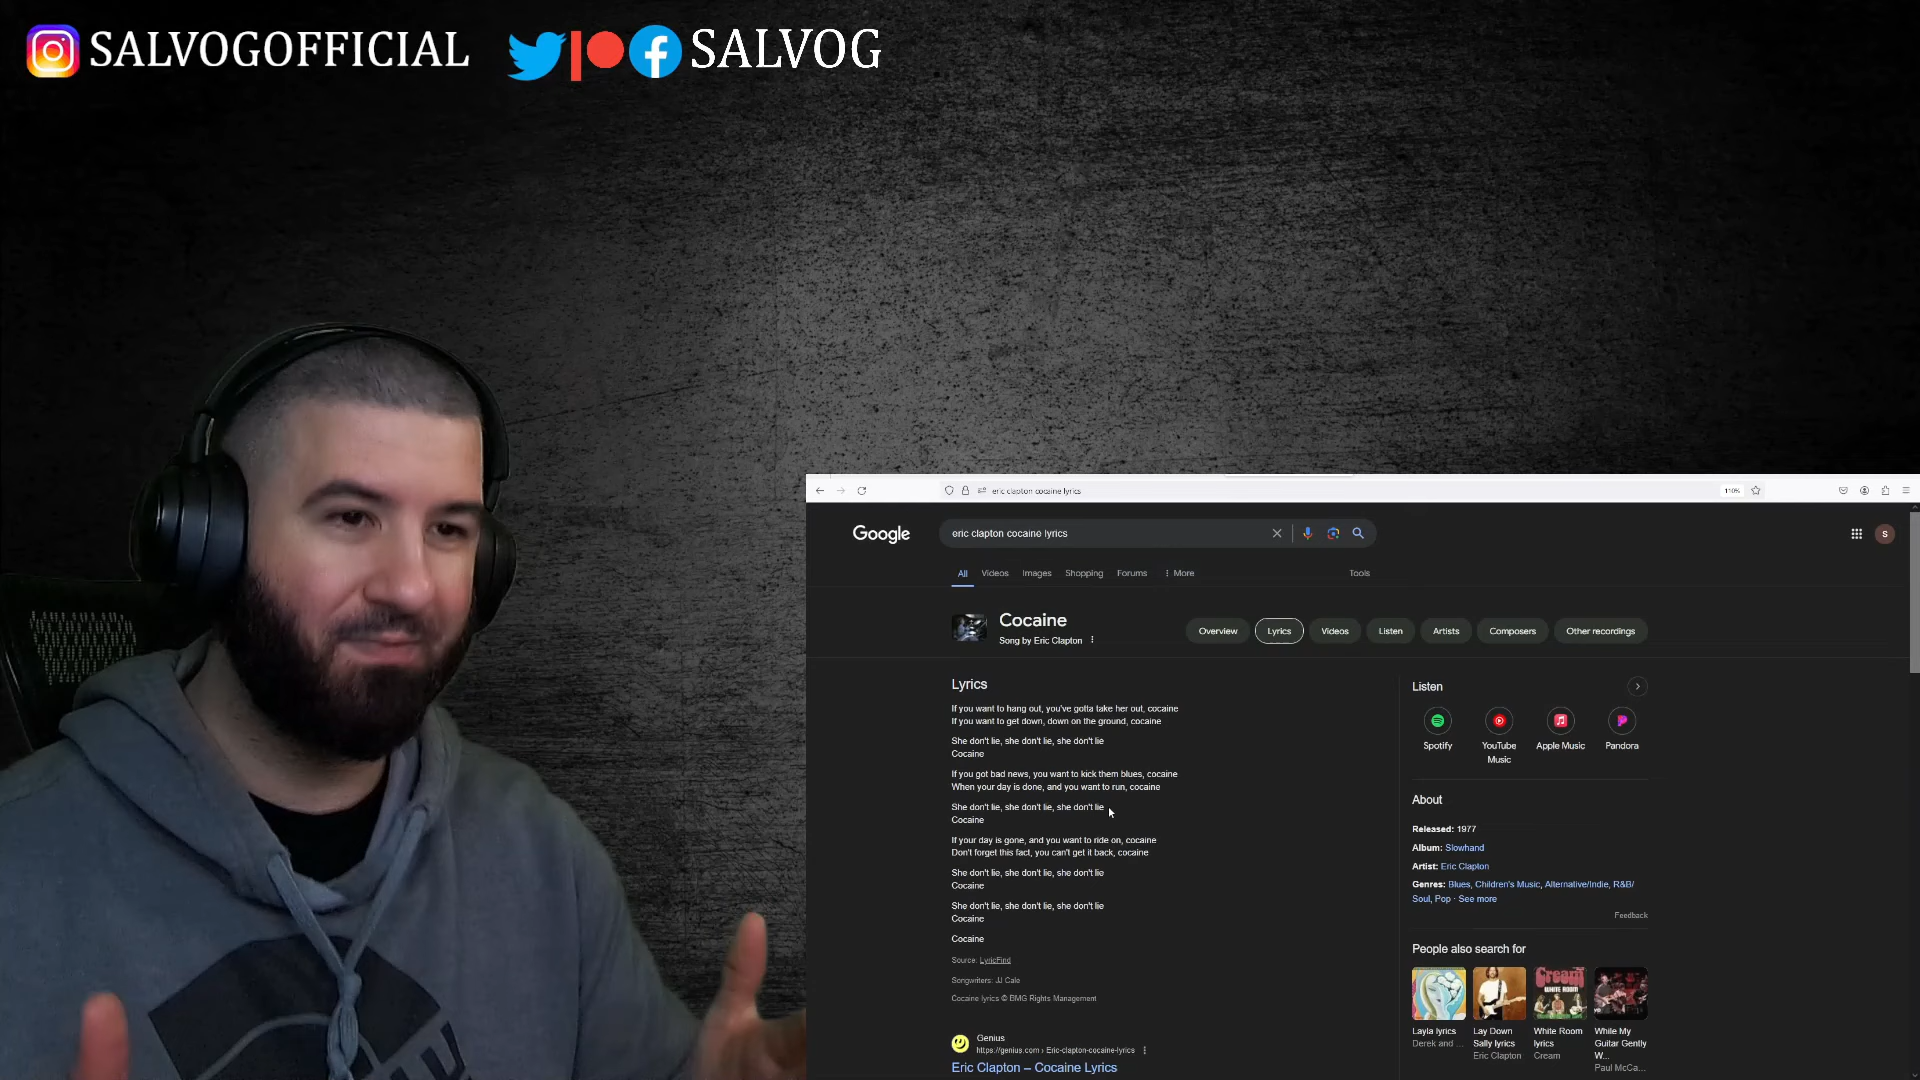 SALVOGOFFICIAL
SALVOG
eric clapton cocaine lyrics
110%
Google
eric clapton cocaine lyrics
S
All
Videos
Images
Shopping
Forums
More
Tools
Cocaine
Song by Eric Clapton
Overview
Lyrics
Videos
Listen
Artists
Composers
Other recordings
Lyrics
If you want to hang out, you've gotta take her out, cocaine
If you want to get down, down on the ground, cocaine
She don't lie, she don't lie, she don't lie
Cocaine
If you got bad news, you want to kick them blues, cocaine
When your day is done, and you want to run, cocaine
She don't lie, she don't lie, she don't lie
Cocaine
If your day is gone, and you want to ride on, cocaine
Don't forget this fact, you can't get it back, cocaine
She don't lie, she don't lie, she don't lie
Cocaine
She don't lie, she don't lie, she don't lie
Cocaine
Cocaine
Source: LyricFind
Songwriters: JJ Cale
Cocaine lyrics © BMG Rights Management
Genius
https://genius.com › Eric-clapton-cocaine-lyrics
Eric Clapton – Cocaine Lyrics
Listen
Spotify
YouTube
Music
Apple Music
Pandora
About
Released: 1977
Album: Slowhand
Artist: Eric Clapton
Genres: Blues, Children's Music, Alternative/Indie, R&B/
Soul, Pop · See more
Feedback
People also search for
Cream
WHITE ROOM
Layla lyrics
Derek and ...
Lay Down
Sally lyrics
Eric Clapton
White Room
lyrics
Cream
While My
Guitar Gently
W...
Paul McCa...